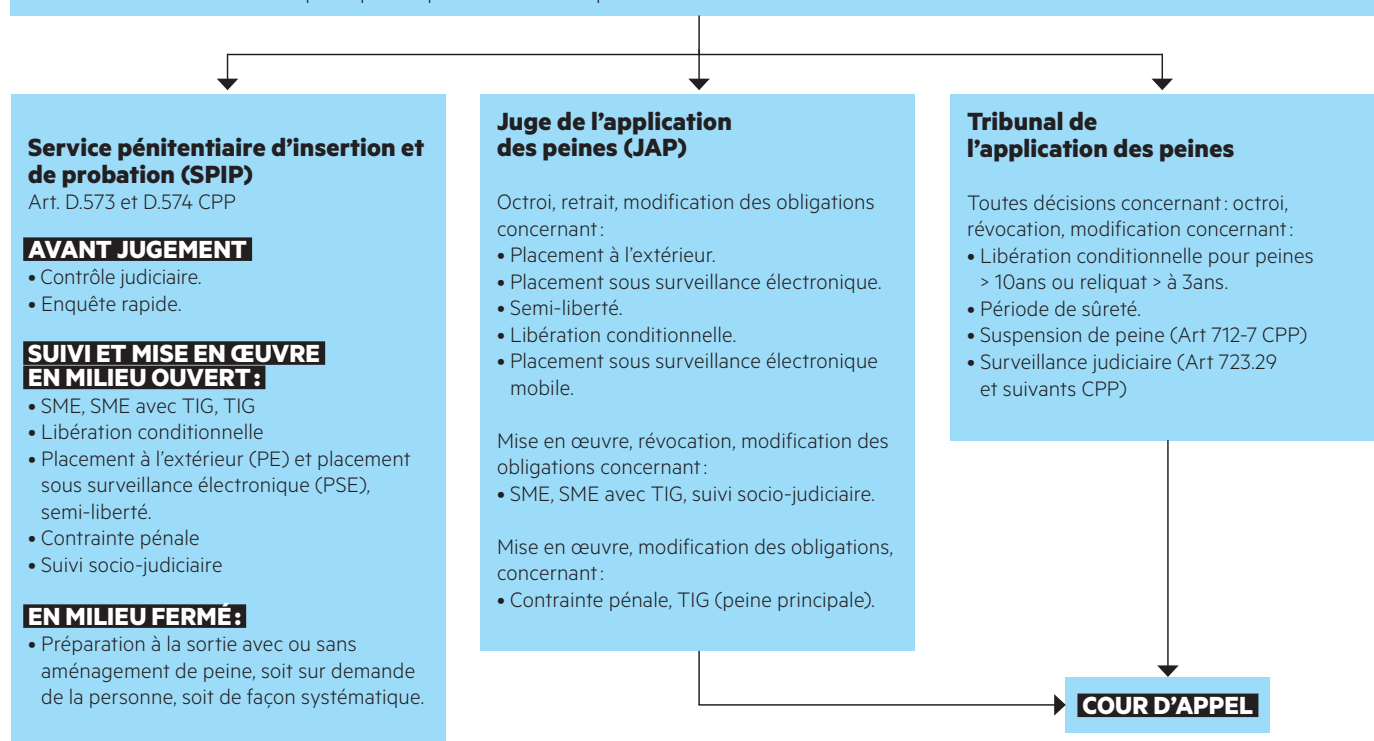 Service pénitentiaire d'insertion et
de probation (SPIP)
Art. D.573 et D.574 CPP
AVANT JUGEMENT
• Contrôle judiciaire.
• Enquête rapide.
SUIVI ET MISE EN ŒUVRE
EN MILIEU OUVERT :
• SME, SME avec TIG, TIG
• Libération conditionnelle
• Placement à l'extérieur (PE) et placement
sous surveillance électronique (PSE),
semi-liberté.
• Contrainte pénale
• Suivi socio-judiciaire
EN MILIEU FERMÉ :
• Préparation à la sortie avec ou sans
aménagement de peine, soit sur demande
de la personne, soit de façon systématique.
Juge de l'application
des peines (JAP)
Octroi, retrait, modification des obligations
concernant :
• Placement à l'extérieur.
• Placement sous surveillance électronique.
• Semi-liberté.
• Libération conditionnelle.
• Placement sous surveillance électronique
mobile.
Mise en œuvre, révocation, modification des
obligations concernant :
• SME, SME avec TIG, suivi socio-judiciaire.
Mise en œuvre, modification des obligations,
concernant :
• Contrainte pénale, TIG (peine principale).
Tribunal de
l'application des peines
Toutes décisions concernant : octroi,
révocation, modification concernant :
• Libération conditionnelle pour peines
> 10ans ou reliquat > à 3ans.
• Période de sûreté.
• Suspension de peine (Art 712-7 CPP)
• Surveillance judiciaire (Art 723.29
et suivants CPP)
COUR D'APPEL